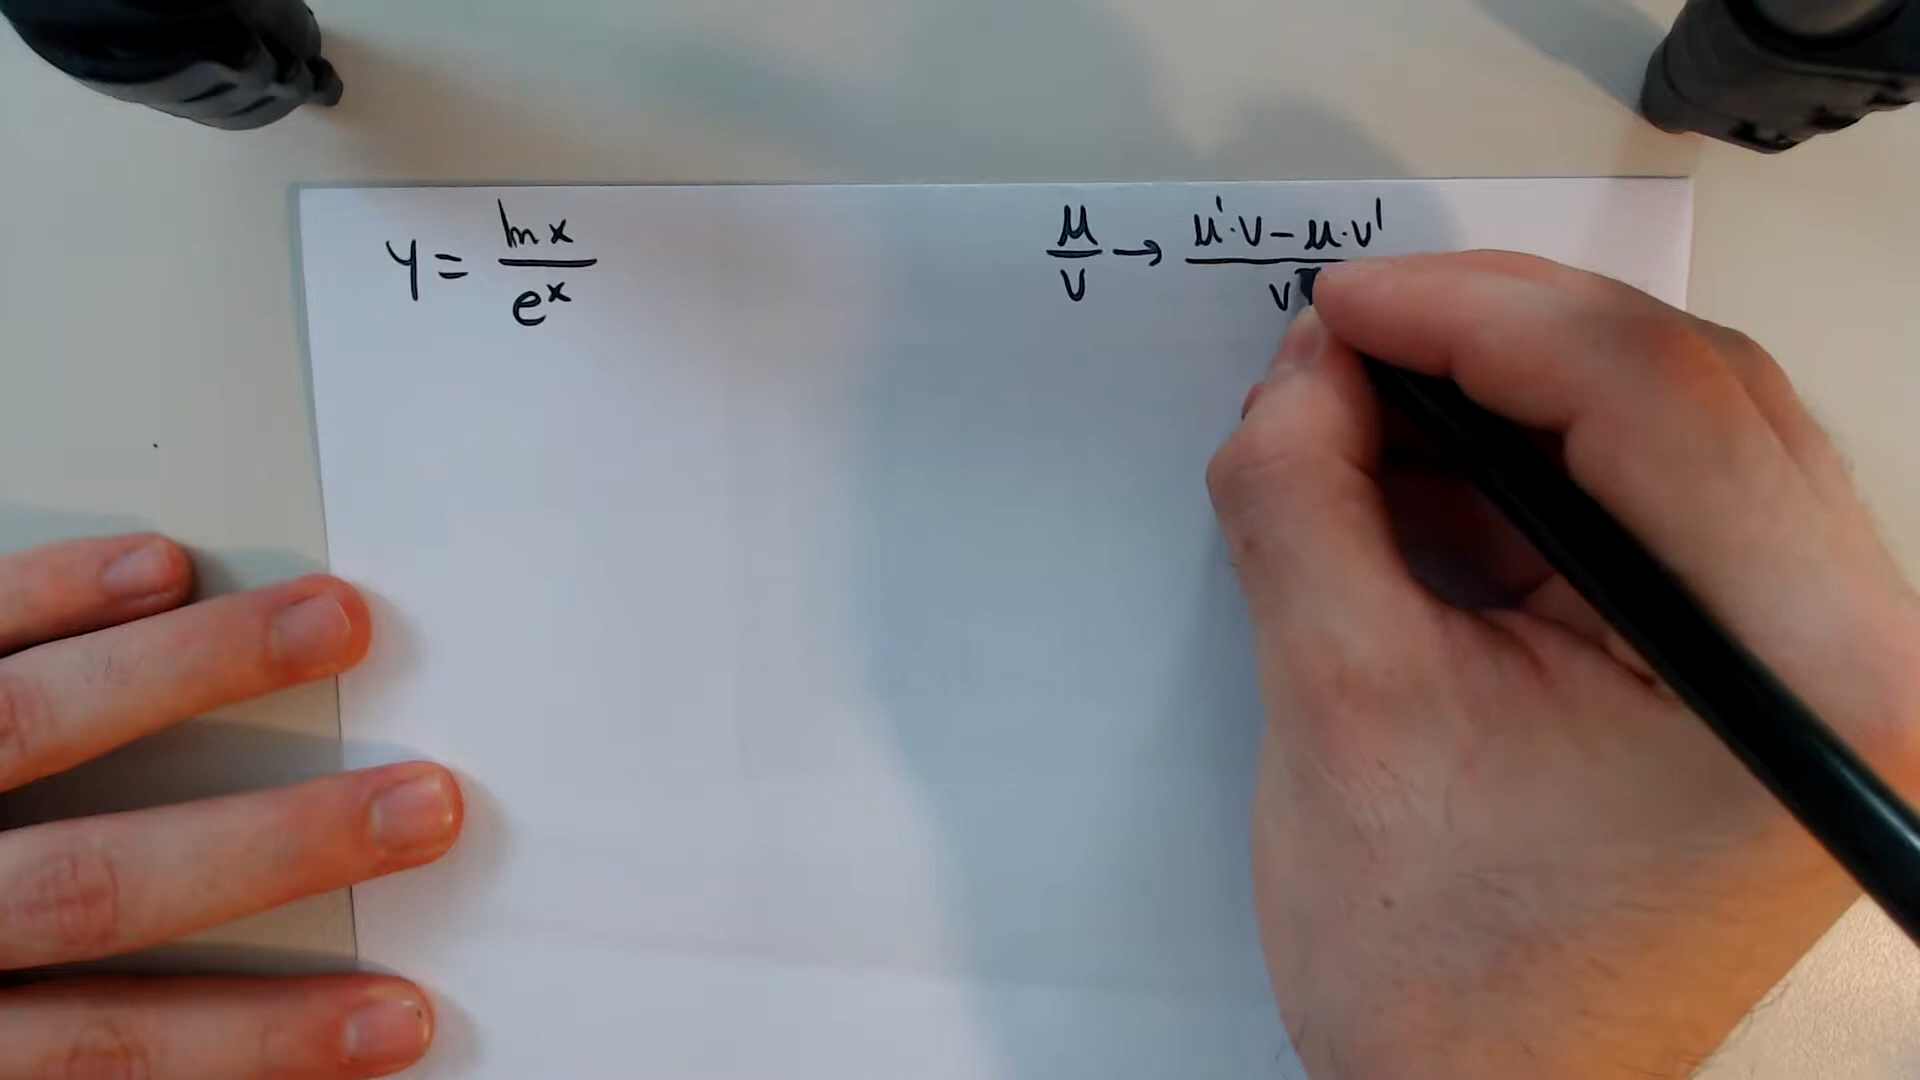 y = ln x / e^x
μ / v → μ'·v - μ·v' / v